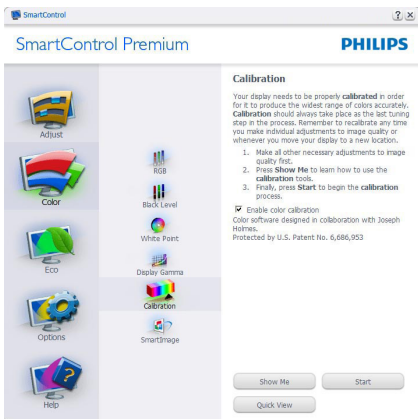 SmartControl
SmartControl Premium
PHILIPS
Adjust
Color
Eco
Options
Help
RGB
Black Level
White Point
Display Gamma
Calibration
SmartImage
Calibration
Your display needs to be properly calibrated in order
for it to produce the widest range of colors accurately.
Calibration should always take place as the last tuning
step in the process. Remember to recalibrate any time
you make individual adjustments to image quality or
whenever you move your display to a new location.
1. Make all other necessary adjustments to image
quality first.
2. Press Show Me to learn how to use the
calibration tools.
3. Finally, press Start to begin the calibration
process.
Enable color calibration
Color software designed in collaboration with Joseph
Holmes.
Protected by U.S. Patent No. 6,686,953
Show Me
Start
Quick View